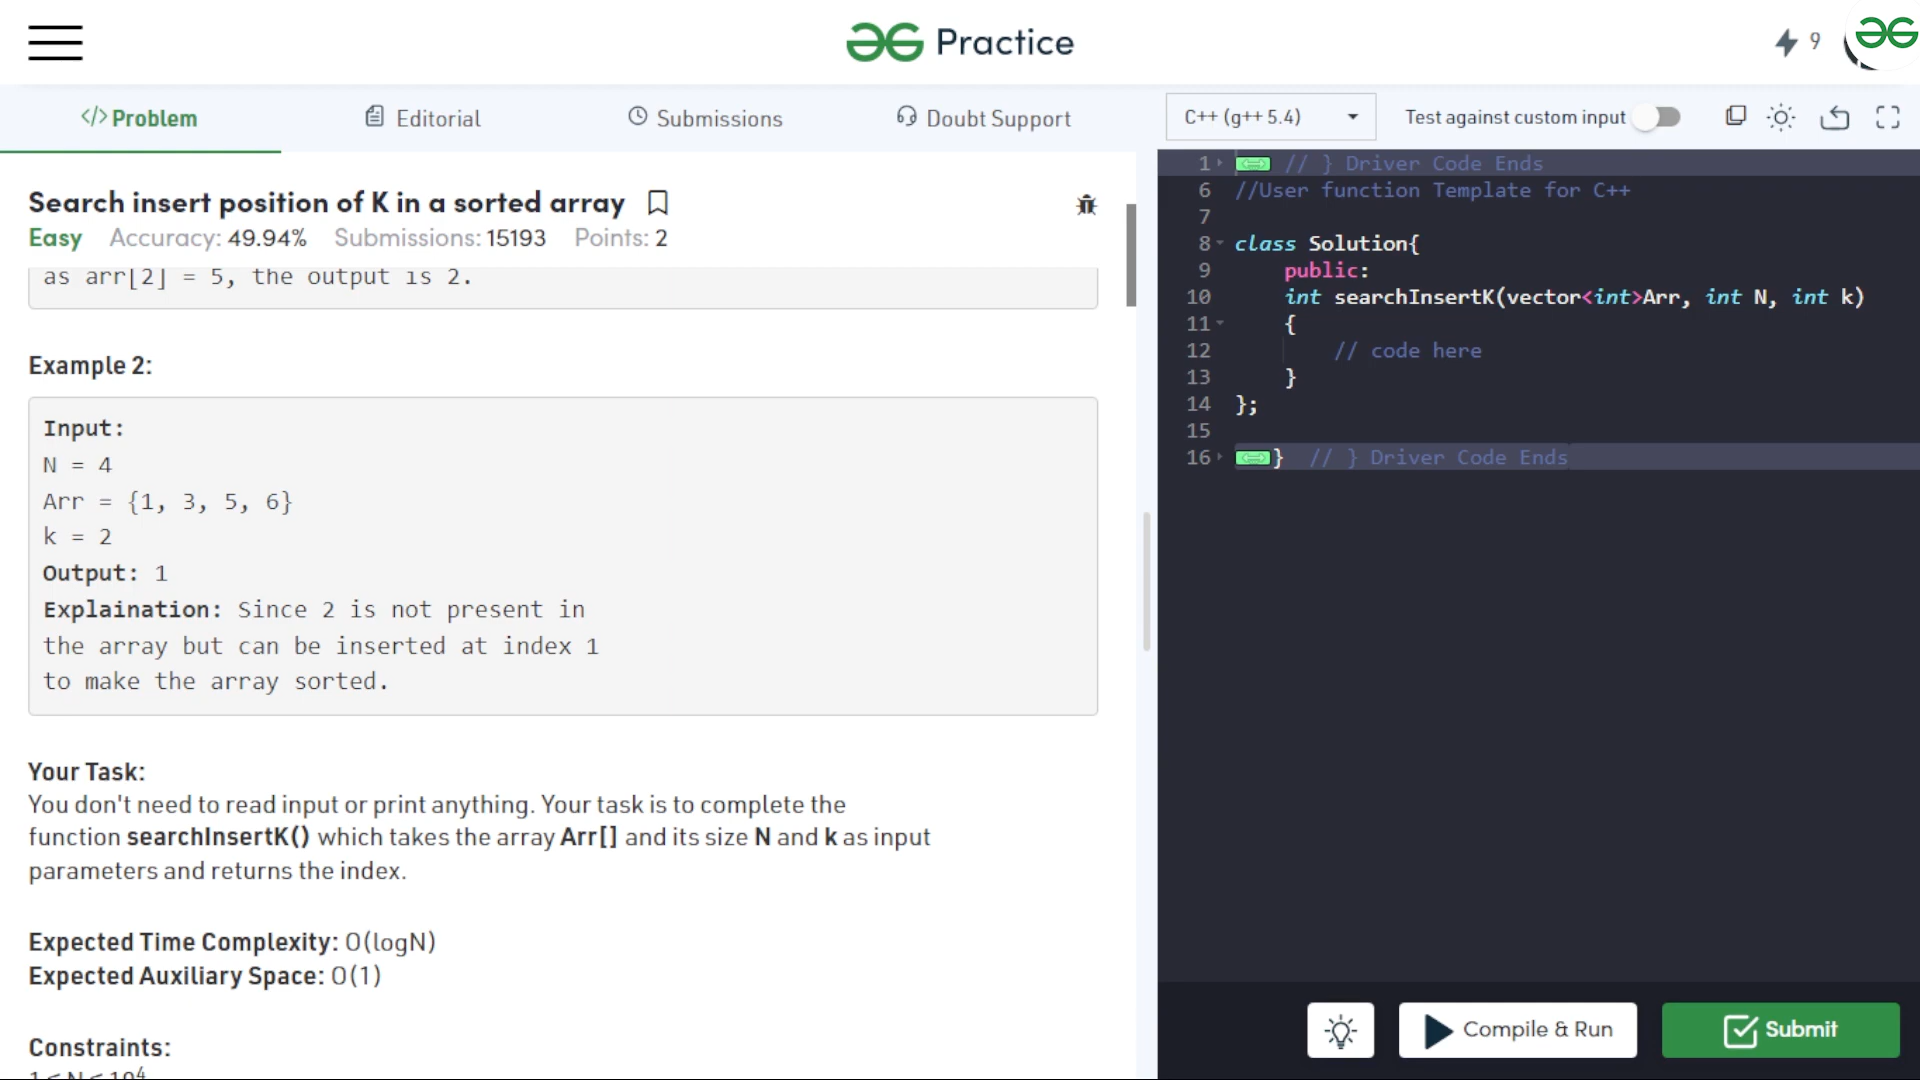 Practice
9
</> Problem
Editorial
Submissions
Doubt Support
C++ (g++ 5.4)
Test against custom input
Search insert position of K in a sorted array
Easy Accuracy: 49.94% Submissions: 15193 Points: 2
as arr[2] = 5, the output is 2.
Example 2:
Input:
N = 4
Arr = {1, 3, 5, 6}
k = 2
Output: 1
Explaination: Since 2 is not present in
the array but can be inserted at index 1
to make the array sorted.
Your Task:
You don't need to read input or print anything. Your task is to complete the
function searchInsertK() which takes the array Arr[] and its size N and k as input
parameters and returns the index.
Expected Time Complexity: O(logN)
Expected Auxiliary Space: O(1)
Constraints:
1 ≤ N ≤ 10^4
1 // } Driver Code Ends
6 //User function Template for C++
7
8 class Solution{
9 public:
10 int searchInsertK(vector<int>Arr, int N, int k)
11 {
12 // code here
13 }
14 };
15
16 } // } Driver Code Ends
Compile & Run
Submit